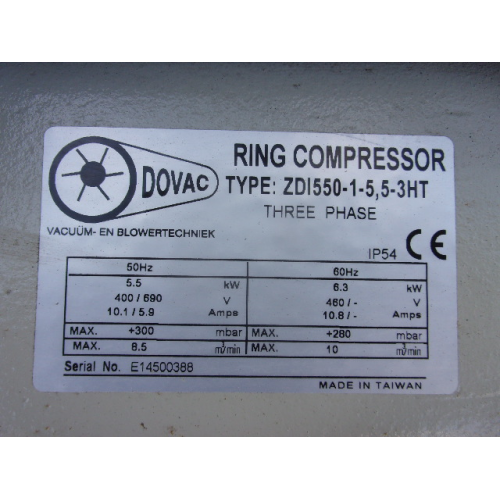 DOVAC
VACUÜM- EN BLOWERTECHNIEK
RING COMPRESSOR
TYPE: ZDI550-1-5,5-3HT
THREE PHASE
IP54 CE
50Hz 60Hz
5.5 kW 6.3 kW
400 / 690 V 460 / - V
10.1 / 5.9 Amps 10.8 / - Amps
MAX. +300 mbar MAX. +280 mbar
MAX. 8.5 m³/min MAX. 10 m³/min
Serial No. E14500388
MADE IN TAIWAN